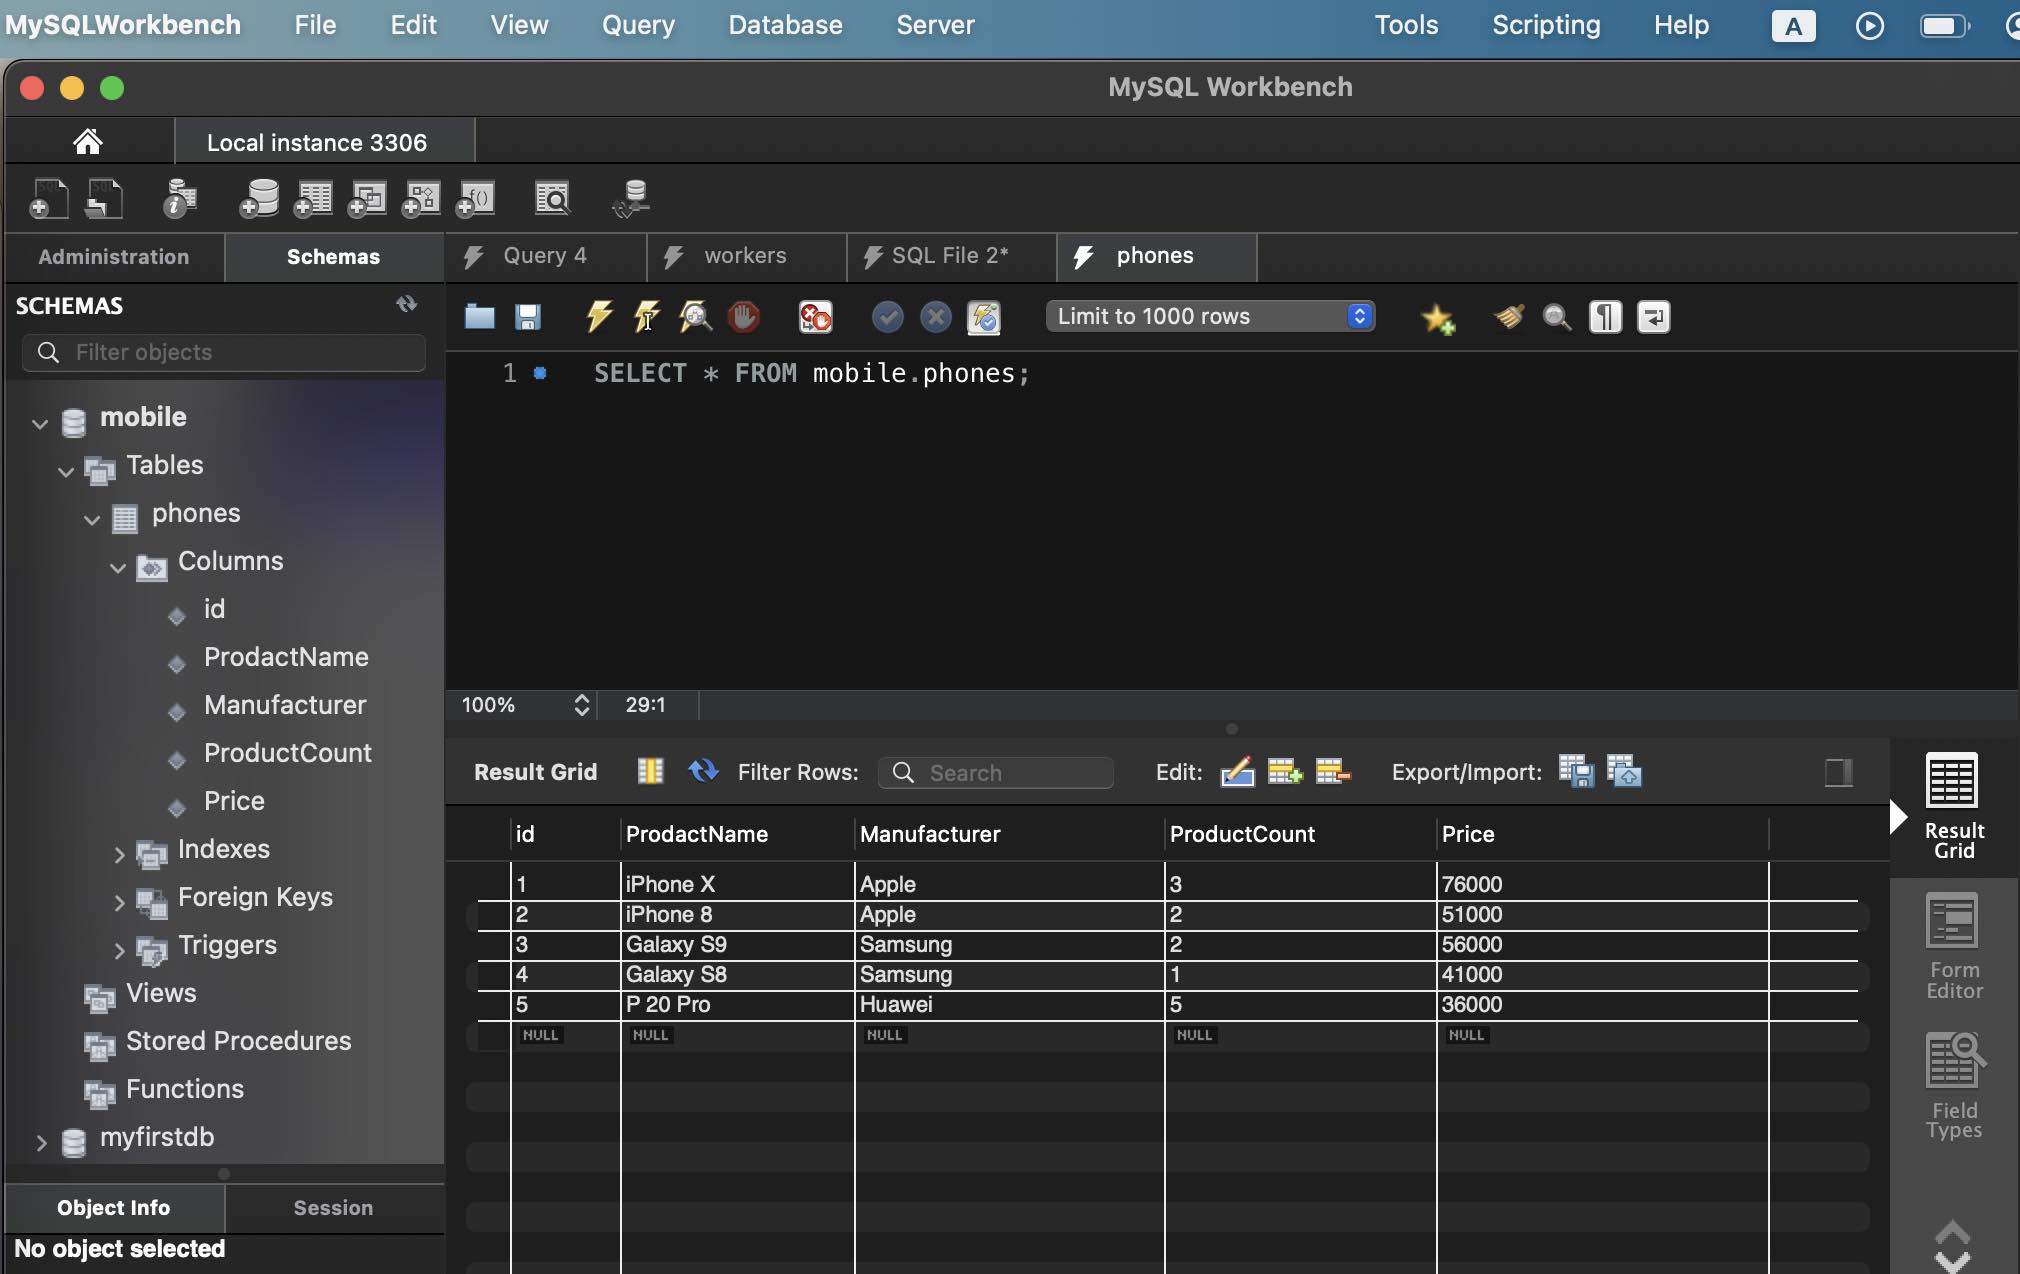 MySQLWorkbench File Edit View Query Database Server Tools Scripting Help A
MySQL Workbench
Local instance 3306
Administration Schemas Query 4 workers SQL File 2* phones
SCHEMAS
Limit to 1000 rows
Filter objects
1 SELECT * FROM mobile.phones;
mobile
Tables
phones
Columns
id
ProdactName
Manufacturer
ProductCount
Price
Indexes
Foreign Keys
Triggers
Views
Stored Procedures
Functions
myfirstdb
Object Info Session
No object selected
100% 29:1
Result Grid Filter Rows: Search Edit: Export/Import:
id ProdactName Manufacturer ProductCount Price
1 iPhone X Apple 3 76000
2 iPhone 8 Apple 2 51000
3 Galaxy S9 Samsung 2 56000
4 Galaxy S8 Samsung 1 41000
5 P 20 Pro Huawei 5 36000
NULL NULL NULL NULL NULL
Result
Grid
Form
Editor
Field
Types